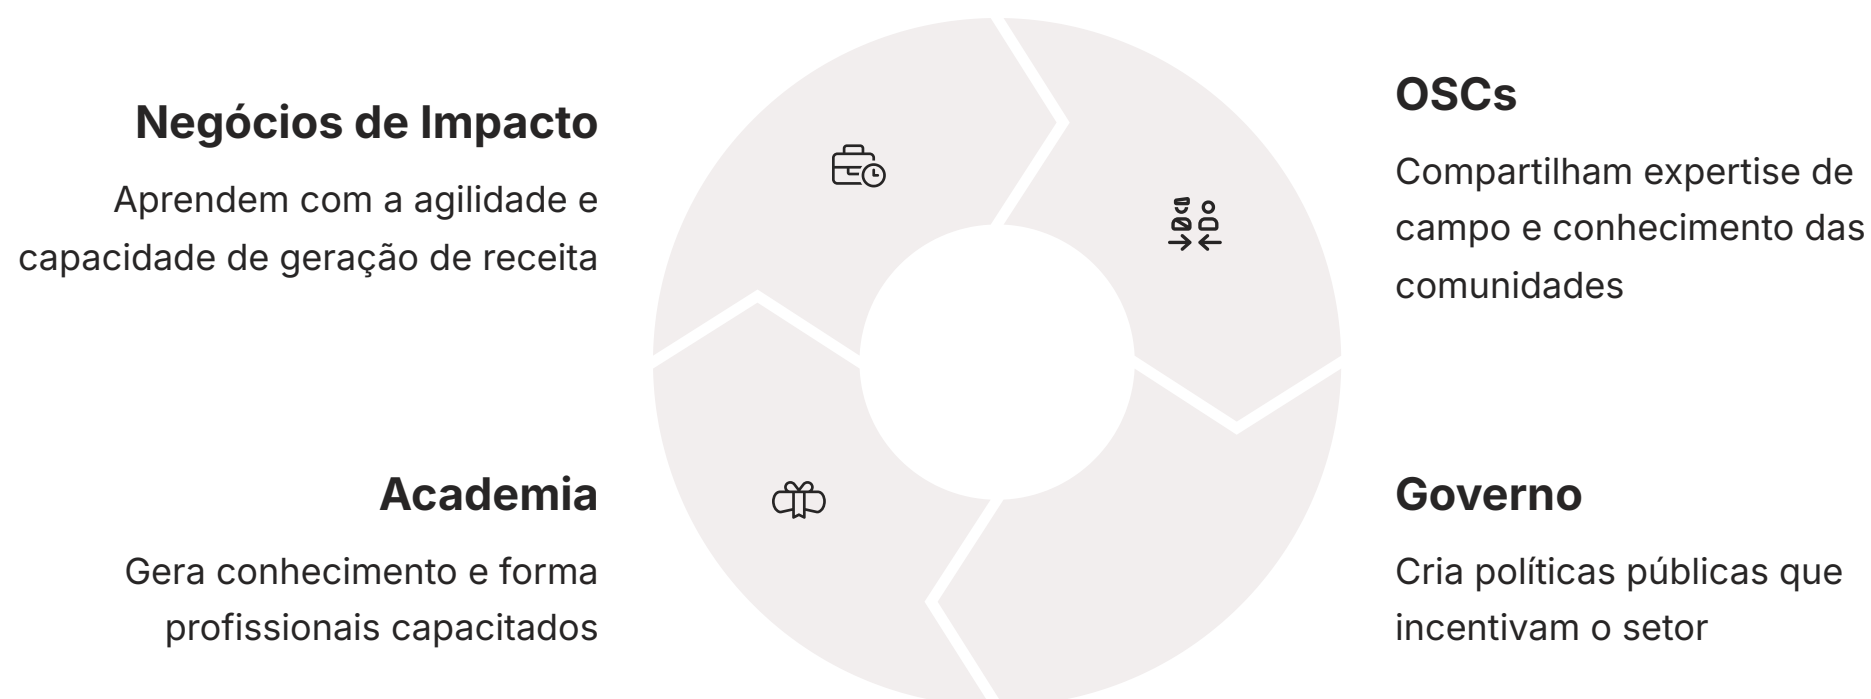 Negócios de Impacto
Aprendem com a agilidade e
capacidade de geração de receita
OSCs
Compartilham expertise de
campo e conhecimento das
comunidades
Academia
Gera conhecimento e forma
profissionais capacitados
Governo
Cria políticas públicas que
incentivam o setor